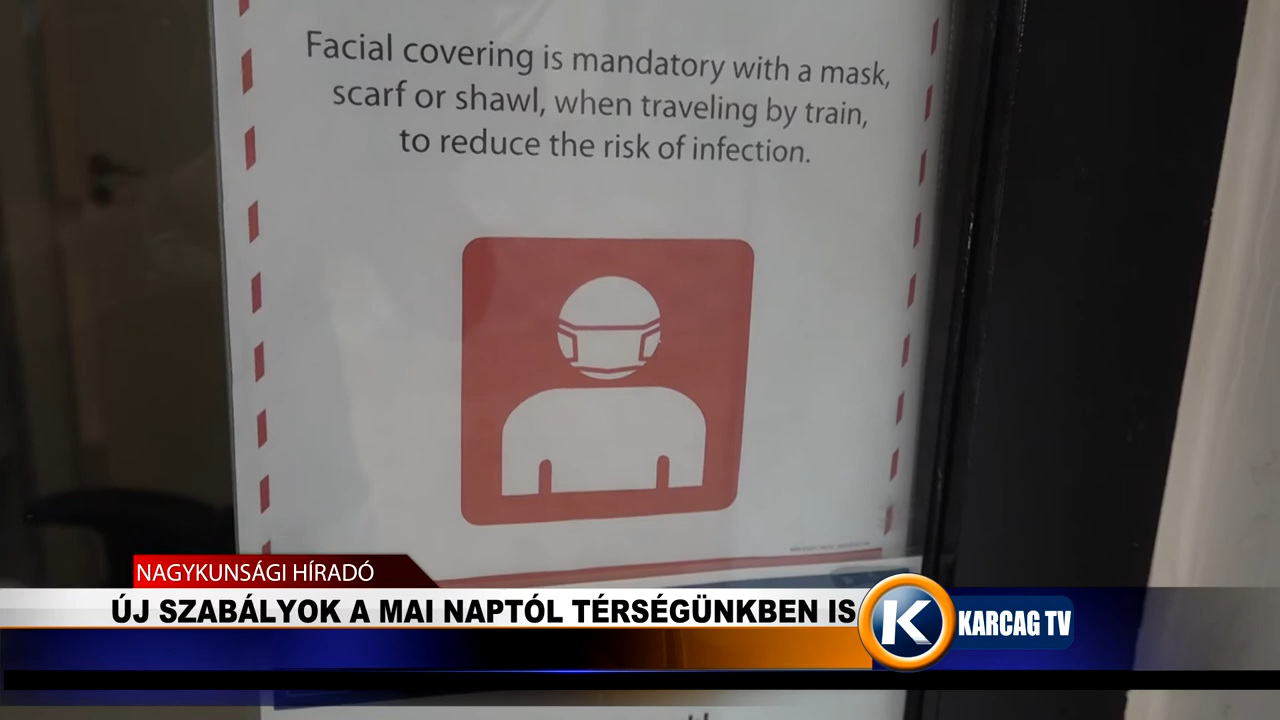 Facial covering is mandatory with a mask,
scarf or shawl, when traveling by train,
to reduce the risk of infection.
NAGYKUNSÁGI HÍRADÓ
ÚJ SZABÁLYOK A MAI NAPTÓL TÉRSÉGÜNKBEN IS
K KARCAG TV